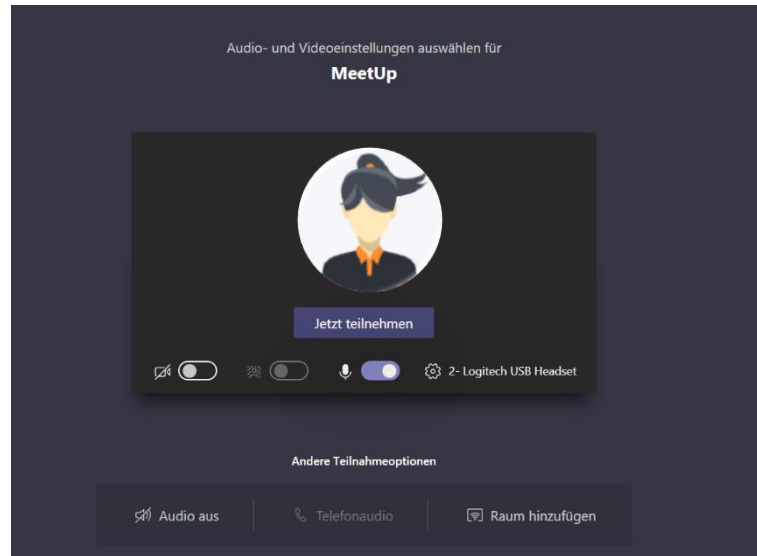 Audio- und Videoeinstellungen auswählen für
MeetUp
Jetzt teilnehmen
2- Logitech USB Headset
Andere Teilnahmeoptionen
Audio aus
Telefonaudio
Raum hinzufügen